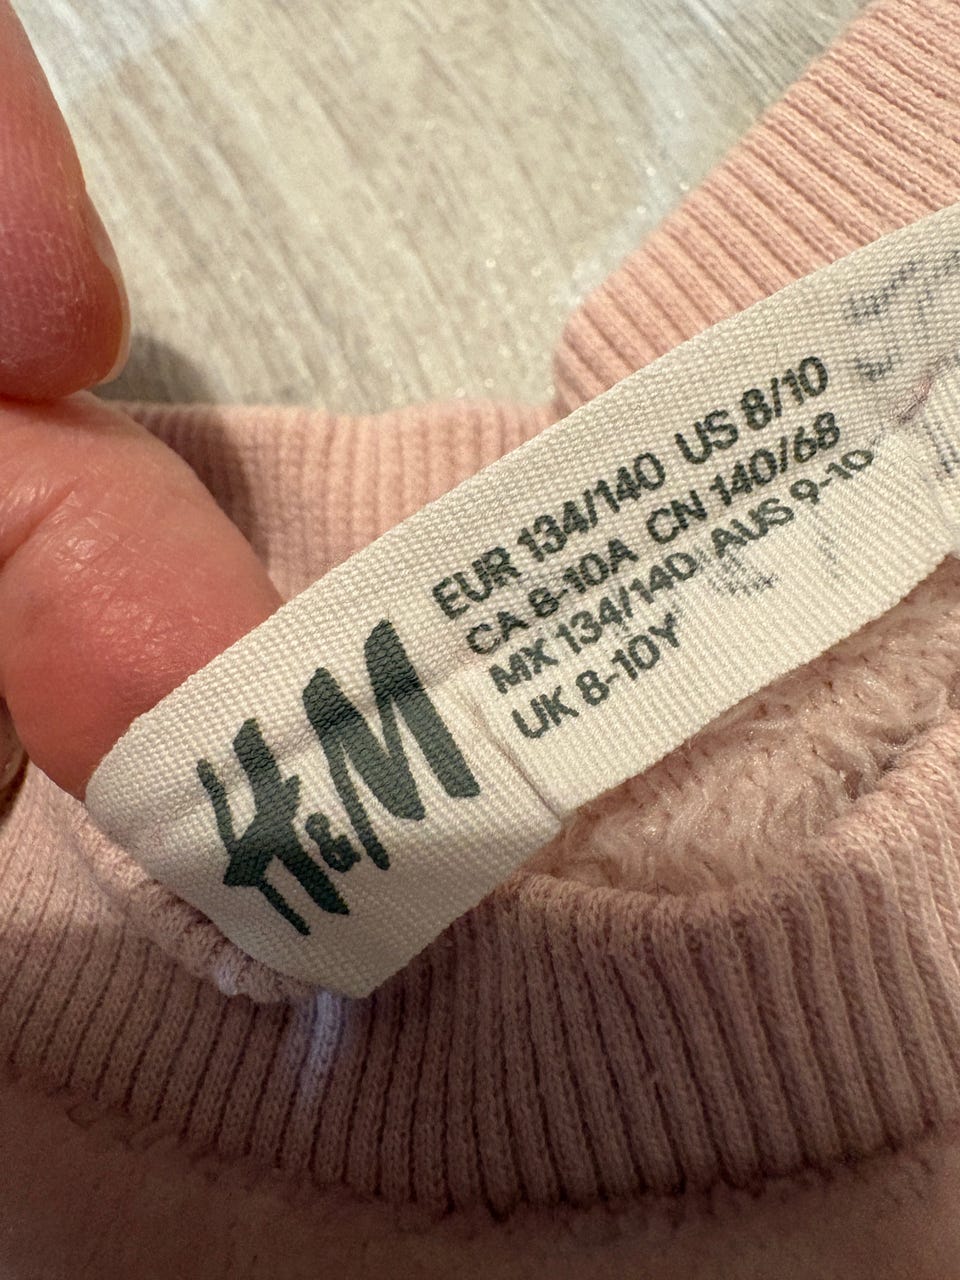 H&M
EUR 134/140 US 8/10
CA 8-10A CN 140/68
MX 134/140 AUS 9-10
UK 8-10Y